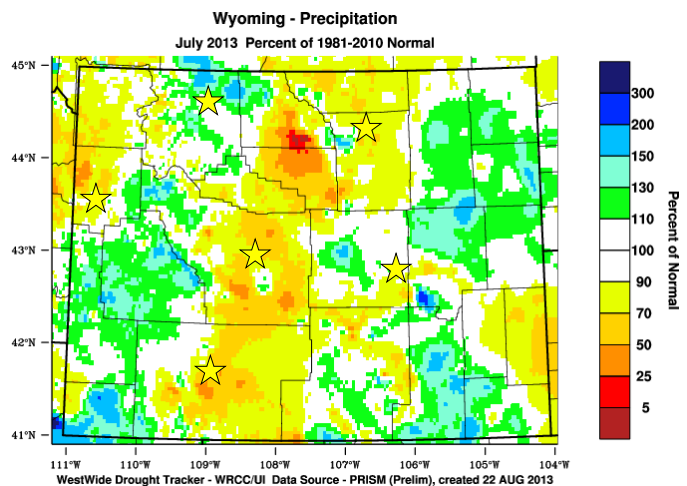 Wyoming - Precipitation
July 2013 Percent of 1981-2010 Normal
45°N
44°N
43°N
42°N
41°N
111°W 110°W 109°W 108°W 107°W 106°W 105°W 104°W
300
200
150
130
110
100
90
70
50
25
5
Percent of Normal
WestWide Drought Tracker - WRCC/UI Data Source - PRISM (Prelim), created 22 AUG 2013